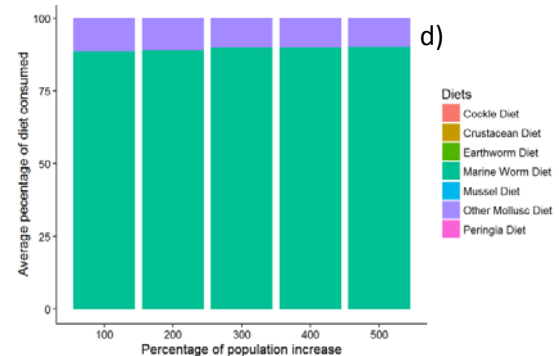 d)
100
75
50
25
0
Average pecentage of diet consumed
100 200 300 400 500
Percentage of population increase
Diets
Cockle Diet
Crustacean Diet
Earthworm Diet
Marine Worm Diet
Mussel Diet
Other Mollusc Diet
Peringia Diet